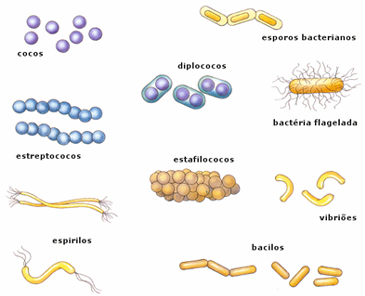 esporos bacterianos
cocos
diplococos
bactéria flagelada
estreptococos
estafilococos
vibriões
espirilos
bacilos